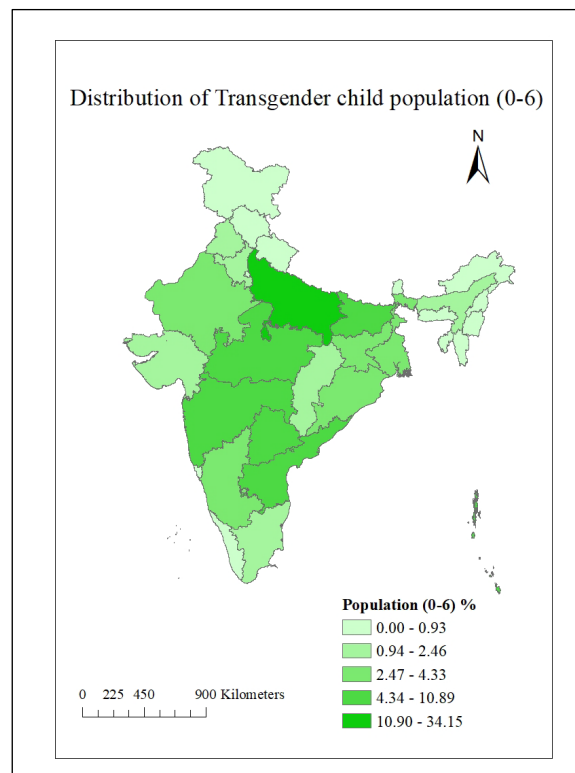 Distribution of Transgender child population (0-6)
N
Population (0-6) %
0.00 - 0.93
0.94 - 2.46
2.47 - 4.33
4.34 - 10.89
10.90 - 34.15
0 225 450 900 Kilometers